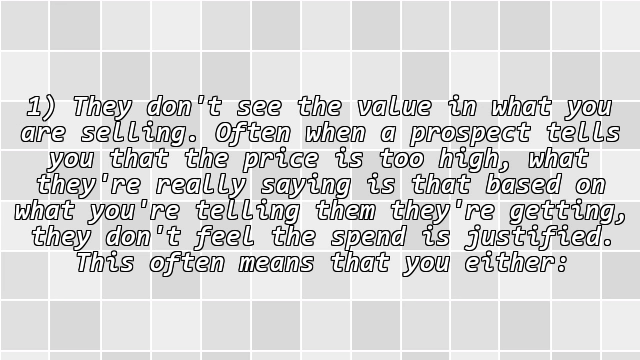 1) They don't see the value in what you
are selling. Often when a prospect tells
you that the price is too high, what
they're really saying is that based on
what you're telling them they're getting,
they don't feel the spend is justified.
This often means that you either: